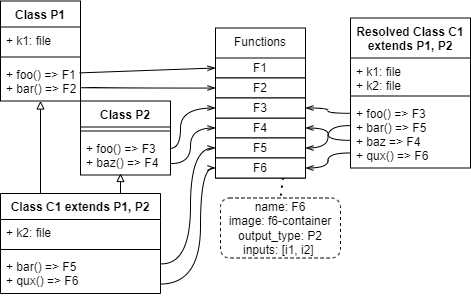 Class P1
+ k1: file
+ foo() => F1
+ bar() => F2
Class P2
+ foo() => F3
+ baz() => F4
Class C1 extends P1, P2
+ k2: file
+ bar() => F5
+ qux() => F6
Functions
F1
F2
F3
F4
F5
F6
name: F6
image: f6-container
output_type: P2
inputs: [i1, i2]
Resolved Class C1
extends P1, P2
+ k1: file
+ k2: file
+ foo() => F3
+ bar() => F5
+ baz => F4
+ qux() => F6